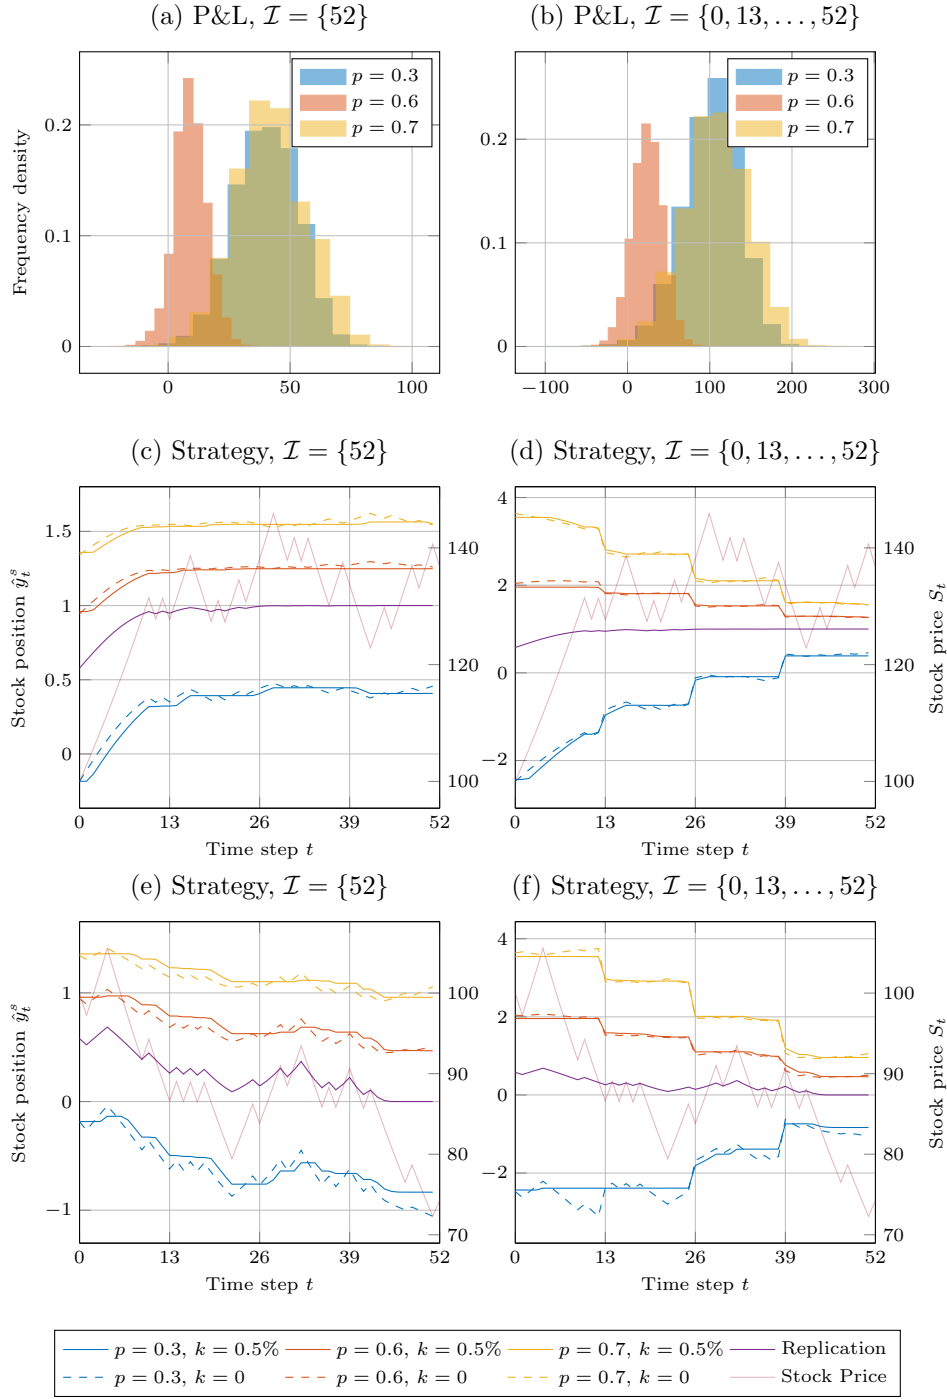 (a) P&L, 𝓘 = {52}
(b) P&L, 𝓘 = {0, 13, . . . , 52}
p = 0.3
p = 0.6
p = 0.7
p = 0.3
p = 0.6
p = 0.7
Frequency density
0.2
0.1
0
0.2
0.1
0
0 50 100
−100 0 100 200 300
(c) Strategy, 𝓘 = {52}
(d) Strategy, 𝓘 = {0, 13, . . . , 52}
Stock position ŷₜˢ
1.5
1
0.5
0
140
120
100
4
2
0
−2
140
120
100
Stock price Sₜ
0 13 26 39 52
0 13 26 39 52
Time step t
Time step t
(e) Strategy, 𝓘 = {52}
(f) Strategy, 𝓘 = {0, 13, . . . , 52}
Stock position ŷₜˢ
1
0
−1
100
90
80
70
4
2
0
−2
100
90
80
70
Stock price Sₜ
0 13 26 39 52
0 13 26 39 52
Time step t
Time step t
p = 0.3, k = 0.5% p = 0.6, k = 0.5% p = 0.7, k = 0.5% Replication
p = 0.3, k = 0 p = 0.6, k = 0 p = 0.7, k = 0 Stock Price